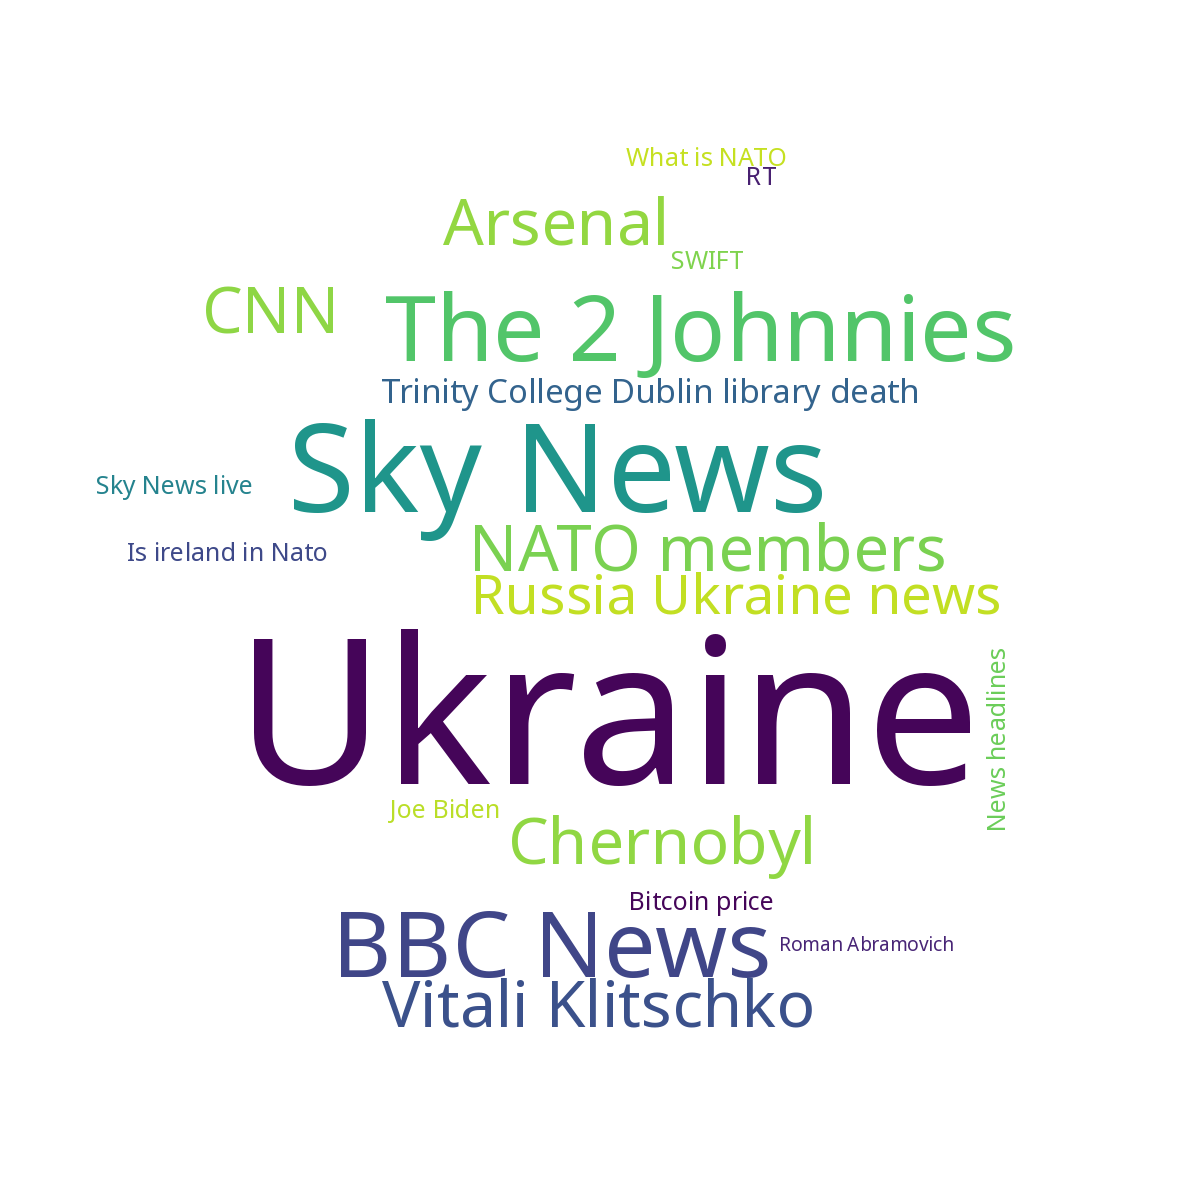 What is NATO
RT
Arsenal
SWIFT
CNN
The 2 Johnnies
Trinity College Dublin library death
Sky News
Sky News live
NATO members
Is ireland in Nato
Russia Ukraine news
Ukraine
News headlines
Joe Biden
Chernobyl
Bitcoin price
BBC News
Roman Abramovich
Vitali Klitschko